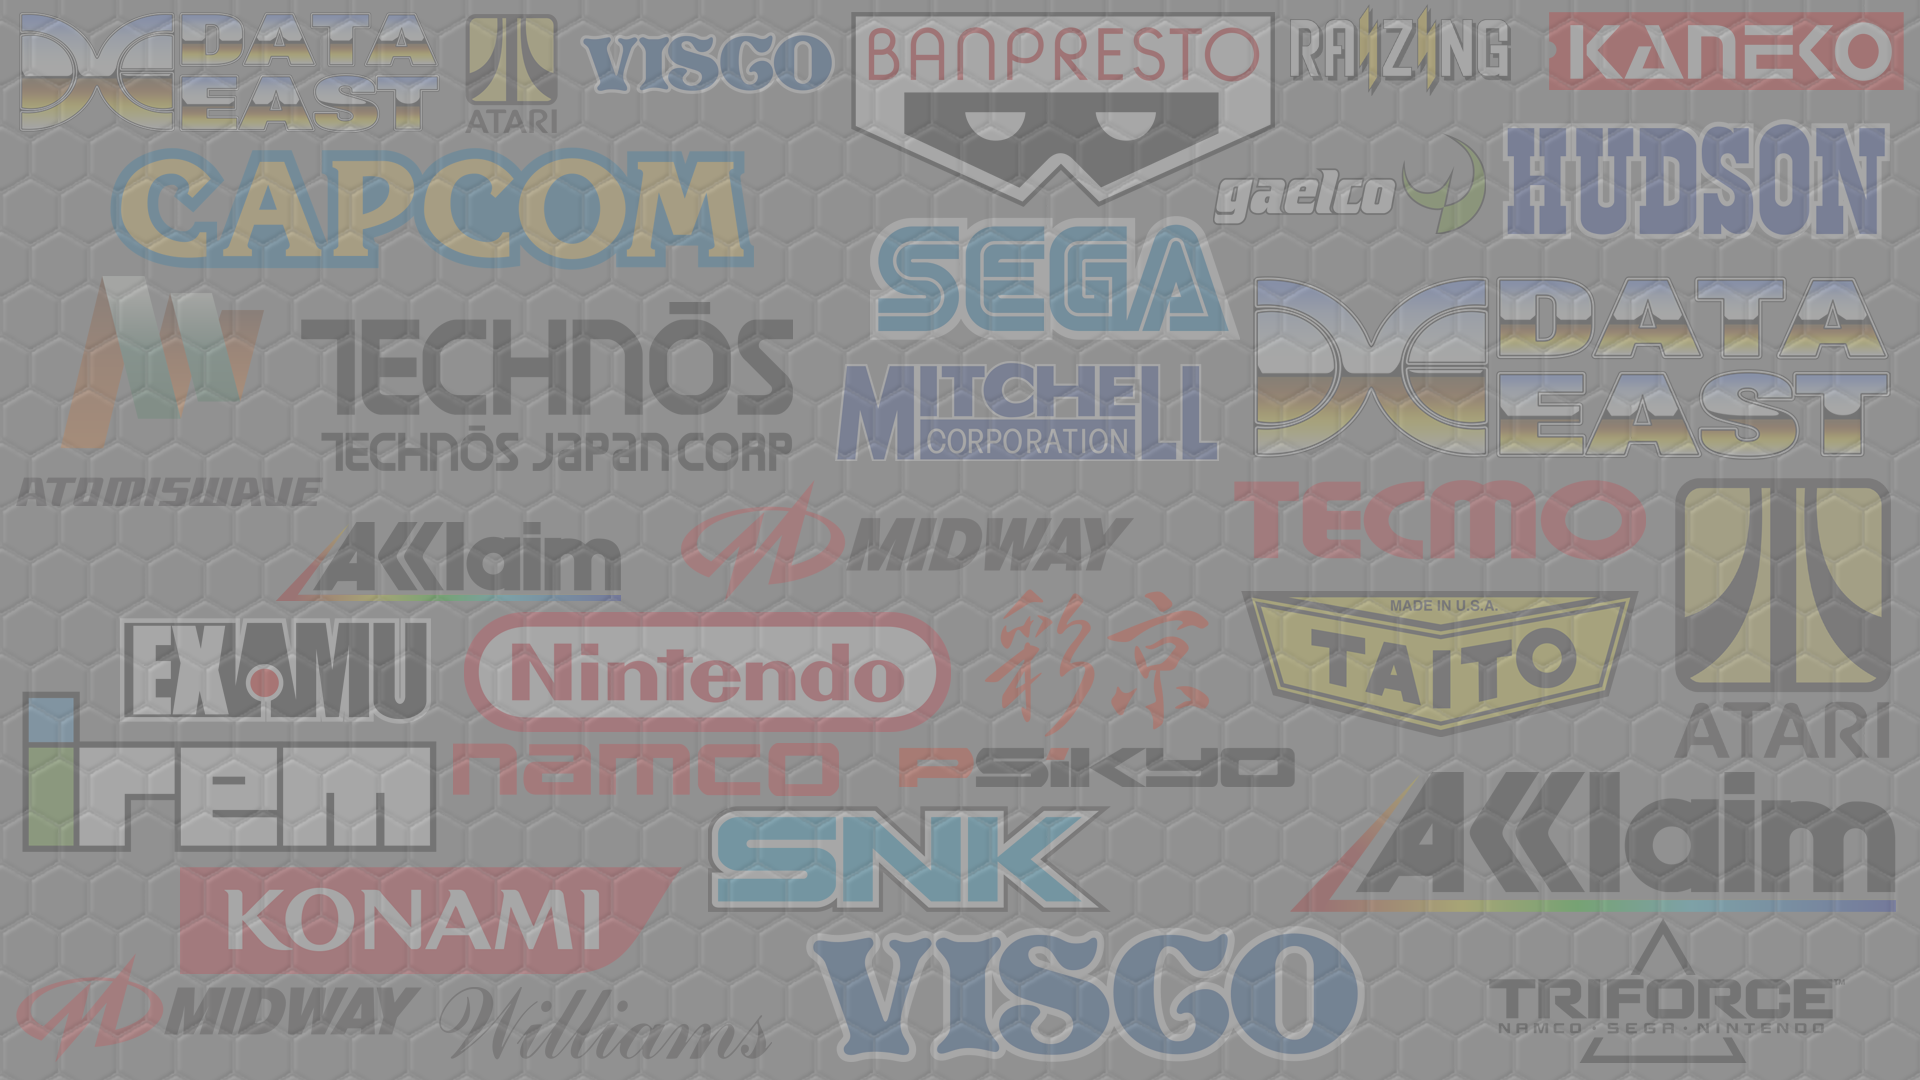 DATA
EAST
ATARI
VISCO
BANPRESTO
RAIZING
KANEKO
CAPCOM
gaelco
HUDSON
SEGA
DATA
EAST
TECHNŌS
TECHNŌS JAPAN CORP
MITCHELL
CORPORATION
ATOMISWAVE
AKKlaim
MIDWAY
TECMO
ATARI
EXAMU
Nintendo
彩京
MADE IN U.S.A.
TAITO
irem
namco
PSIKYO
SNK
AKKlaim
KONAMI
VISCO
MIDWAY
Williams
TRIFORCE™
NAMCO · SEGA · NINTENDO